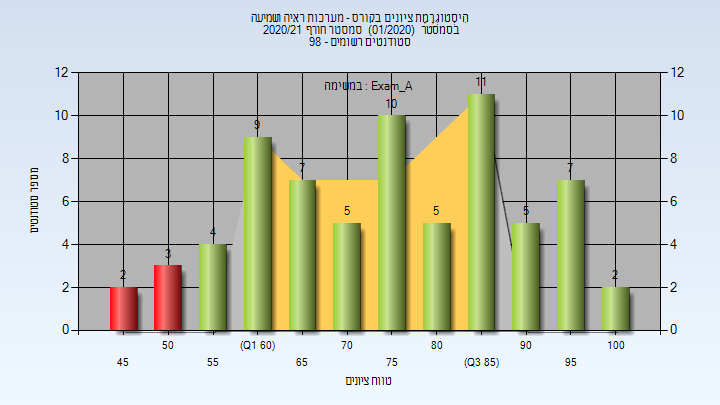 הִיסְטוֹגְרָמַת ציונים בקורס - מערכות ראיה ושמיעה
בסמסטר (01/2020) סמסטר חורף 2020/21
סטודנטים רשומים - 98
במשימה : Exam_A
מספר סטודנטים
12 12
10 10
8 8
6 6
4 4
2 2
0 0
2 3 4 9 7 5 10 5 11 5 7 2
50 (Q1 60) 70 80 90 100
45 55 65 75 (Q3 85) 95
טווח ציונים